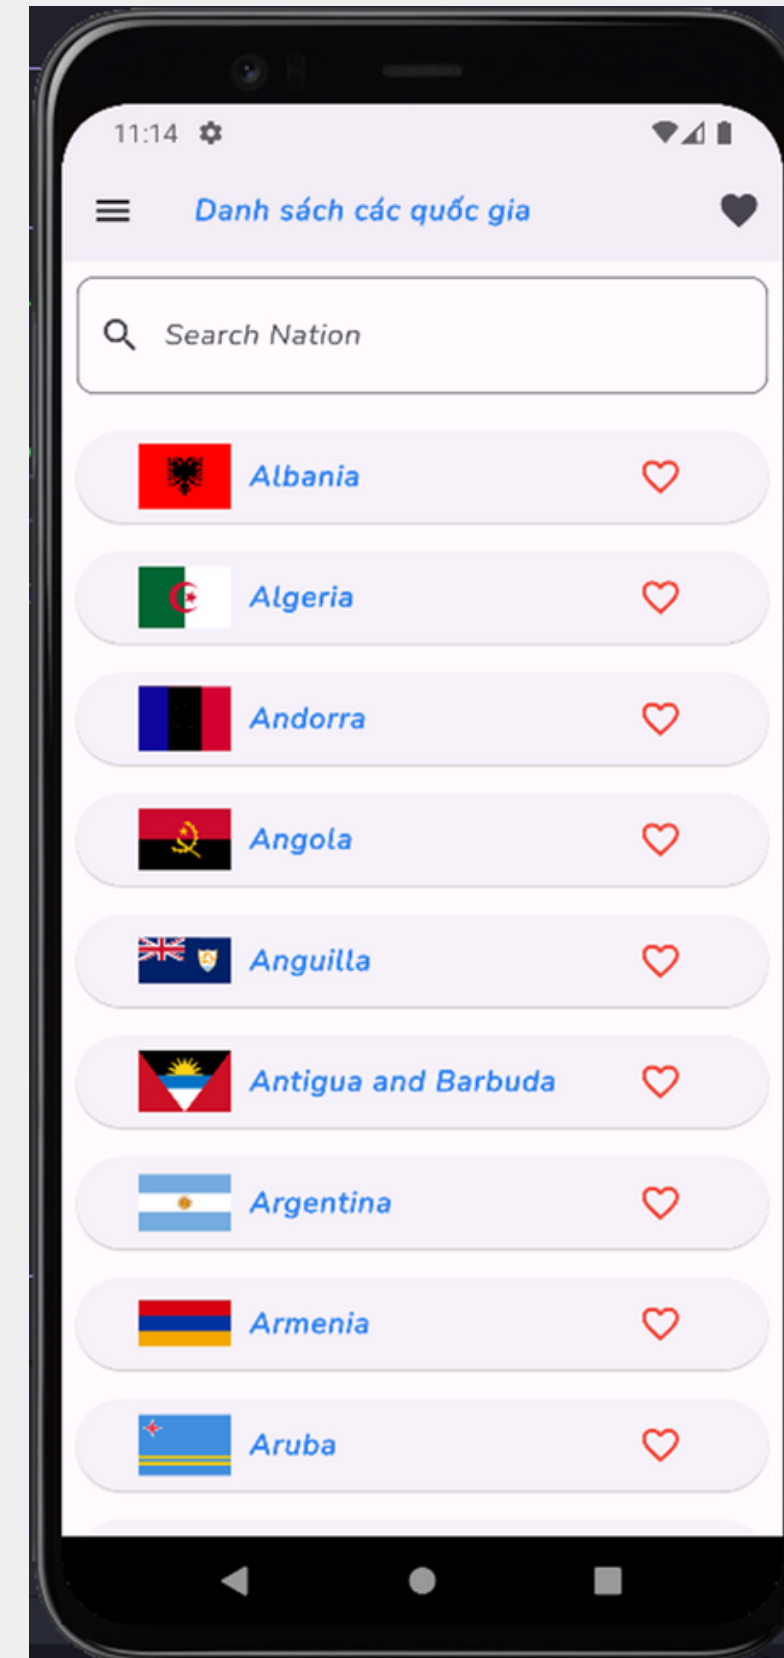 11:14
Danh sách các quốc gia
Search Nation
Albania
Algeria
Andorra
Angola
Anguilla
Antigua and Barbuda
Argentina
Armenia
Aruba